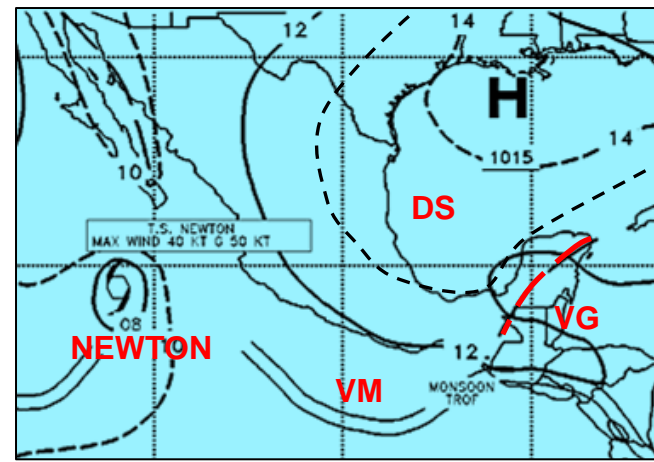 12
14
H
1015
14
10
DS
T.S. NEWTON
MAX WIND 40 KT G 50 KT
08
NEWTON
10
VG
12
VM
MONSOON
TROF